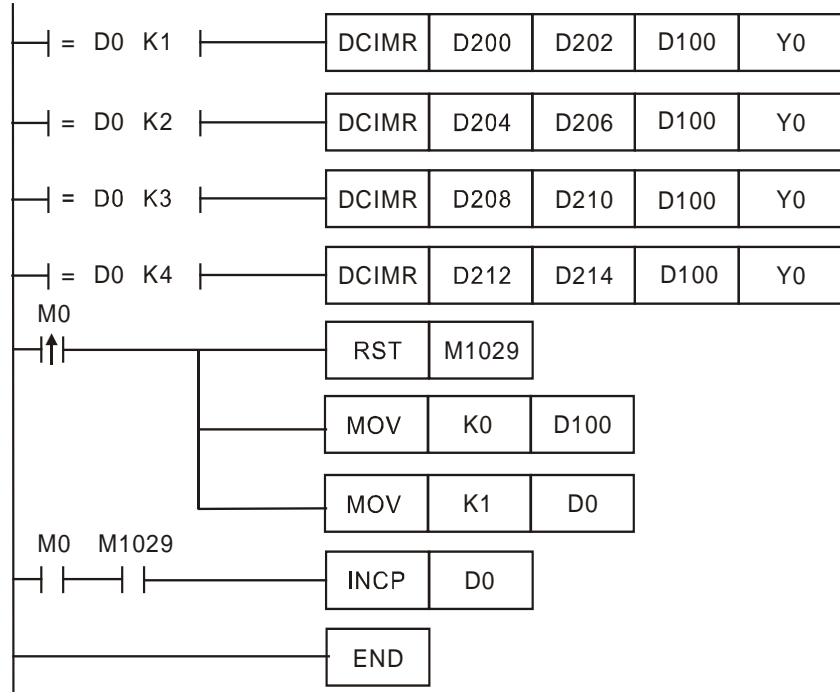 = D0 K1 DCIMR D200 D202 D100 Y0
= D0 K2 DCIMR D204 D206 D100 Y0
= D0 K3 DCIMR D208 D210 D100 Y0
= D0 K4 DCIMR D212 D214 D100 Y0
M0
RST M1029
MOV K0 D100
MOV K1 D0
M0 M1029
INCP D0
END